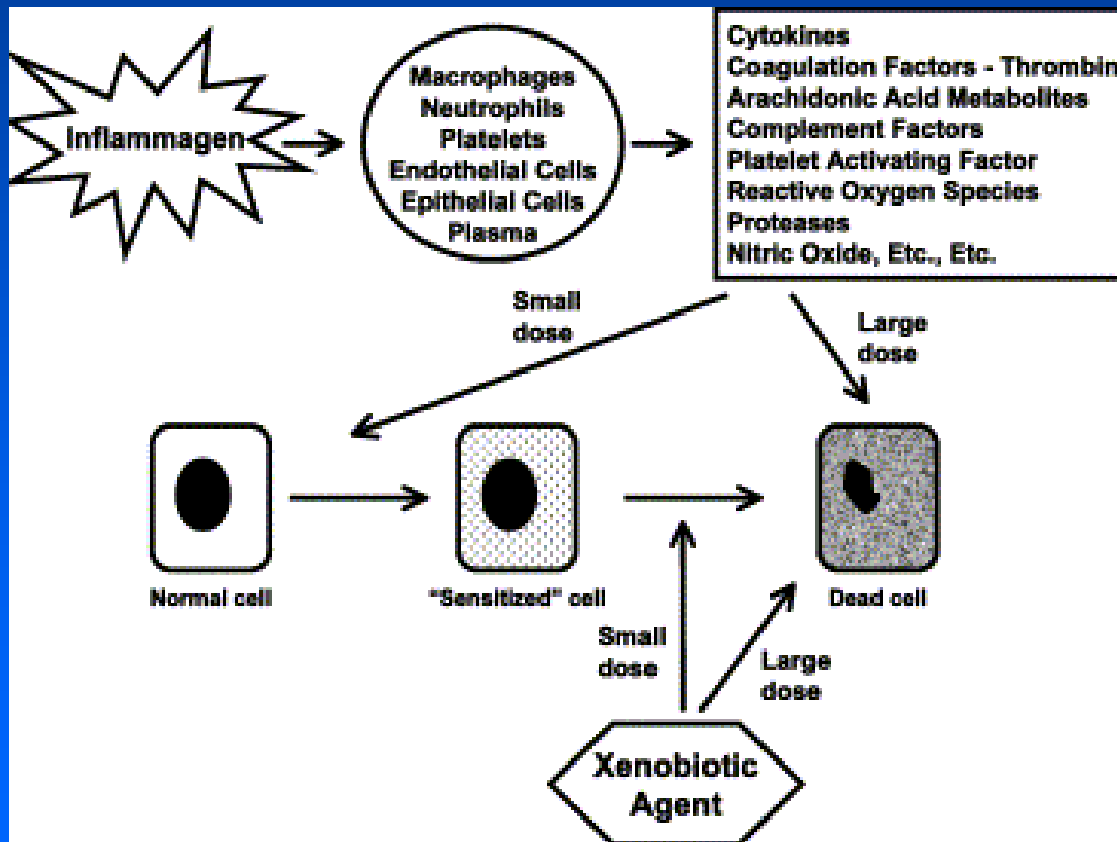 Inflammagen
Macrophages
Neutrophils
Platelets
Endothelial Cells
Epithelial Cells
Plasma
Cytokines
Coagulation Factors - Thrombin
Arachidonic Acid Metabolites
Complement Factors
Platelet Activating Factor
Reactive Oxygen Species
Proteases
Nitric Oxide, Etc., Etc.
Small
dose
Large
dose
Normal cell
"Sensitized" cell
Dead cell
Small
dose
Large
dose
Xenobiotic
Agent